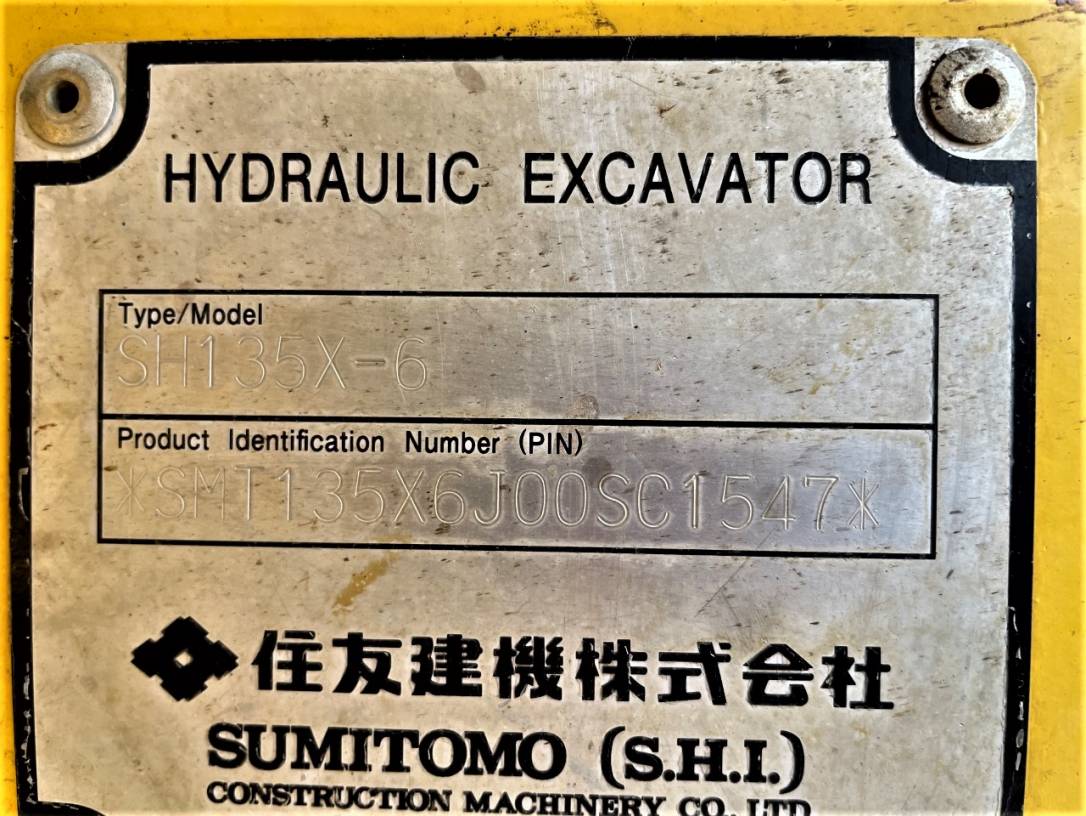 HYDRAULIC EXCAVATOR
Type/Model
SH135X-6
Product Identification Number (PIN)
*SMT135X6J00SC1547*
住友建機株式会社
SUMITOMO (S.H.I.)
CONSTRUCTION MACHINERY CO., LTD